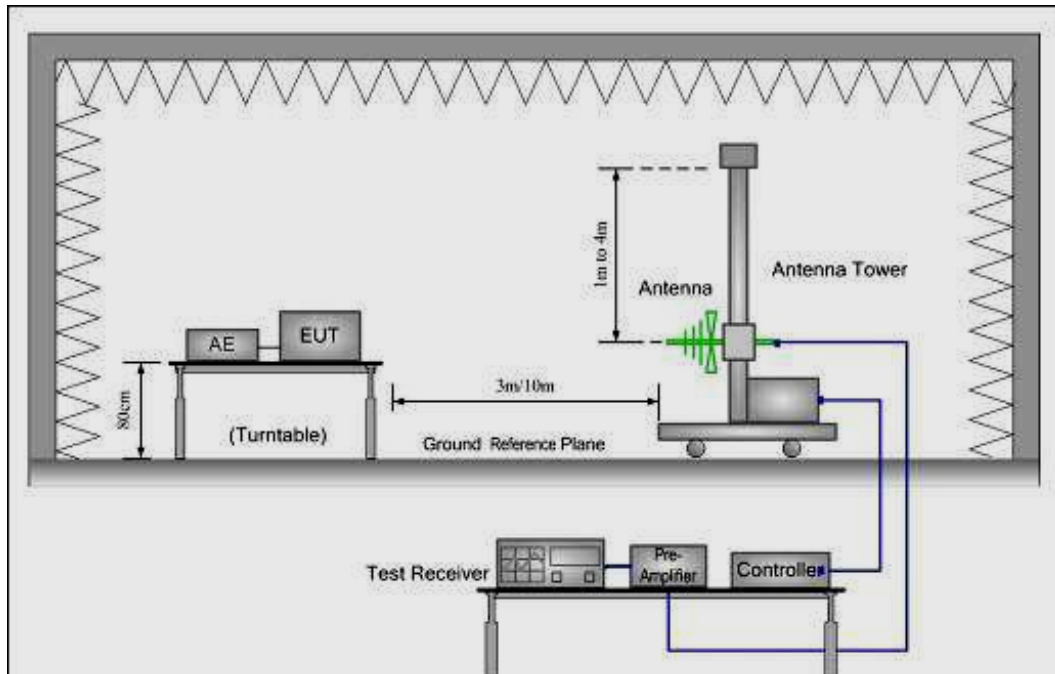 1m to 4m
Antenna
Antenna Tower
AE
EUT
80cm
3m/10m
(Turntable)
Ground Reference Plane
Test Receiver
Pre-
Amplifier
Controller